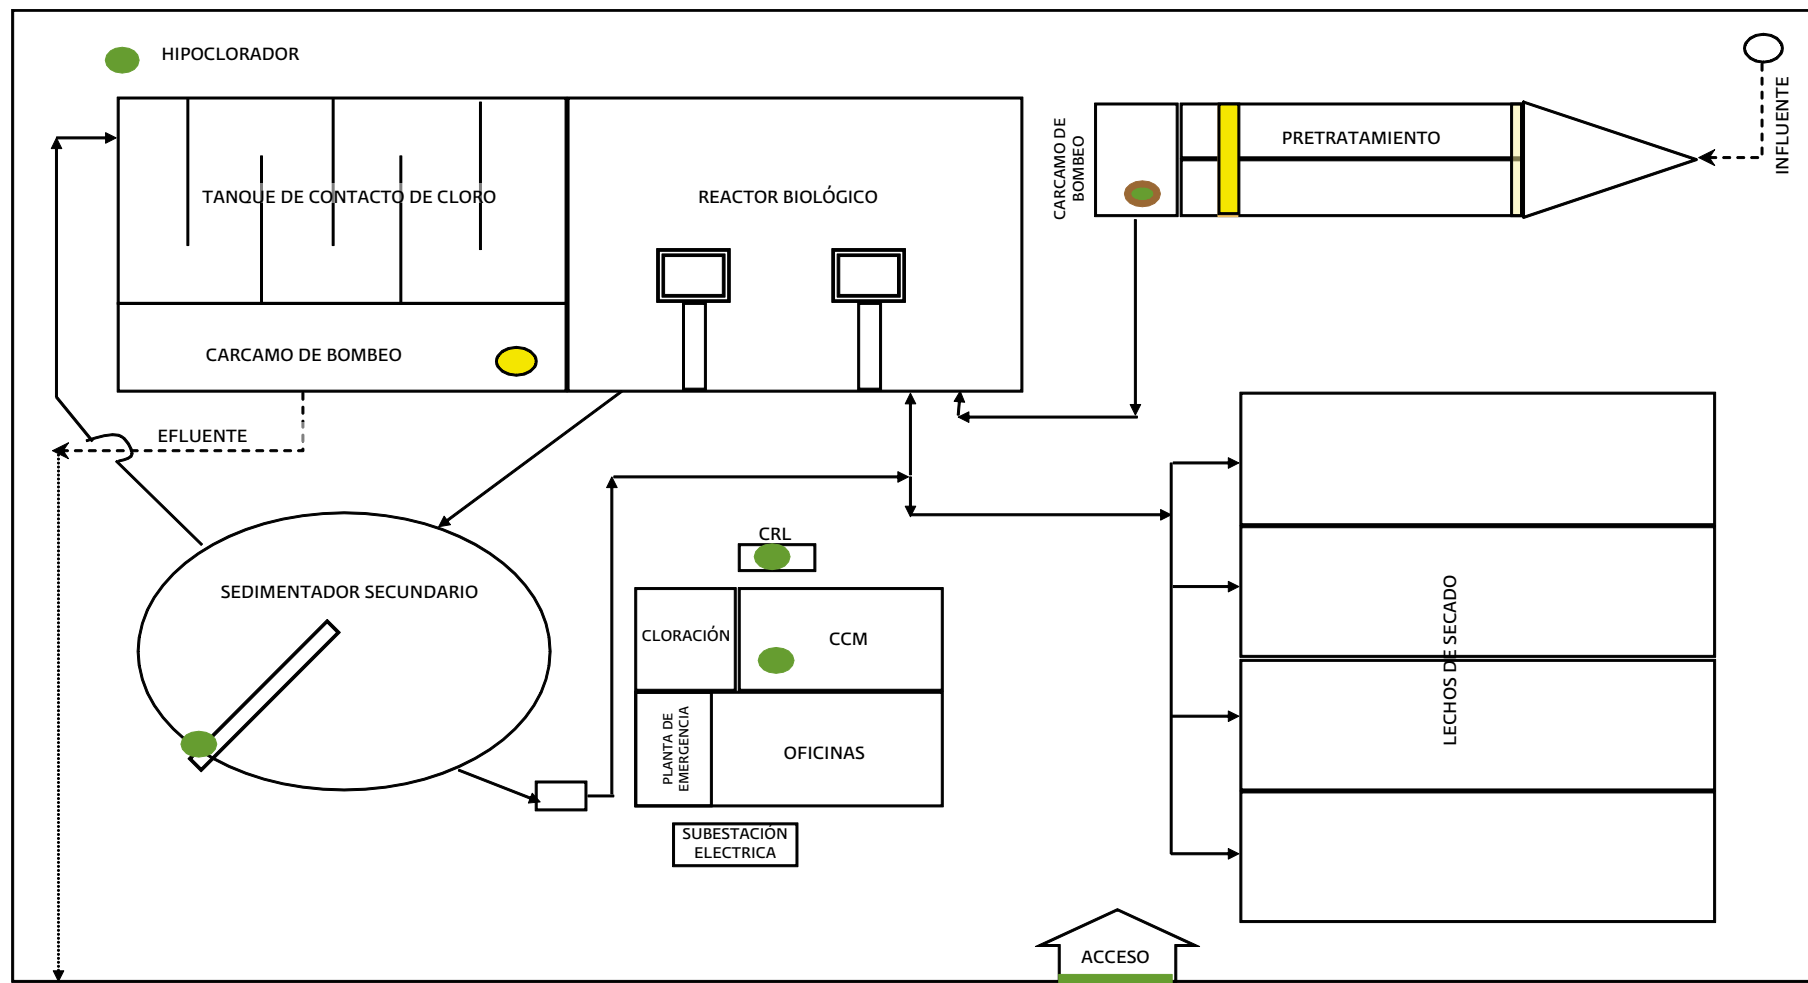 HIPOCLORADOR
INFLUENTE
CARCAMO DE
BOMBEO
PRETRATAMIENTO
TANQUE DE CONTACTO DE CLORO
REACTOR BIOLÓGICO
CARCAMO DE BOMBEO
EFLUENTE
CRL
SEDIMENTADOR SECUNDARIO
CLORACIÓN
CCM
LECHOS DE SECADO
PLANTA DE
EMERGENCIA
OFICINAS
SUBESTACIÓN
ELECTRICA
ACCESO